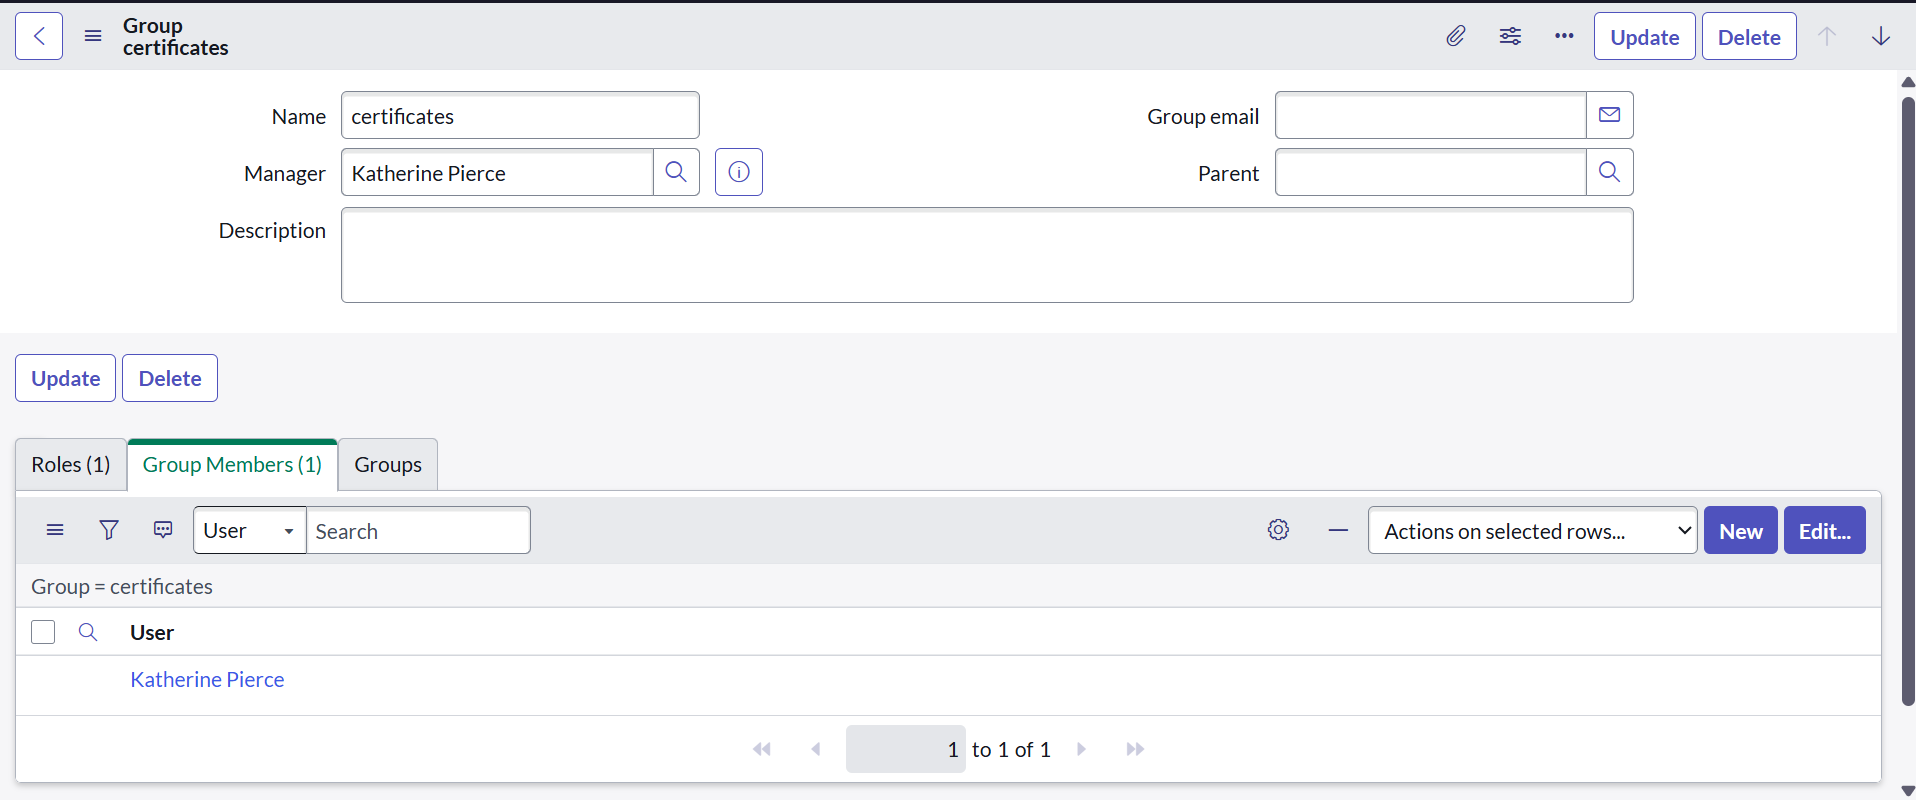 Group
certificates
Update
Delete
Name
certificates
Group email
Manager
Katherine Pierce
Parent
Description
Update
Delete
Roles (1)
Group Members (1)
Groups
User
Search
Actions on selected rows...
New
Edit...
Group = certificates
User
Katherine Pierce
1 to 1 of 1